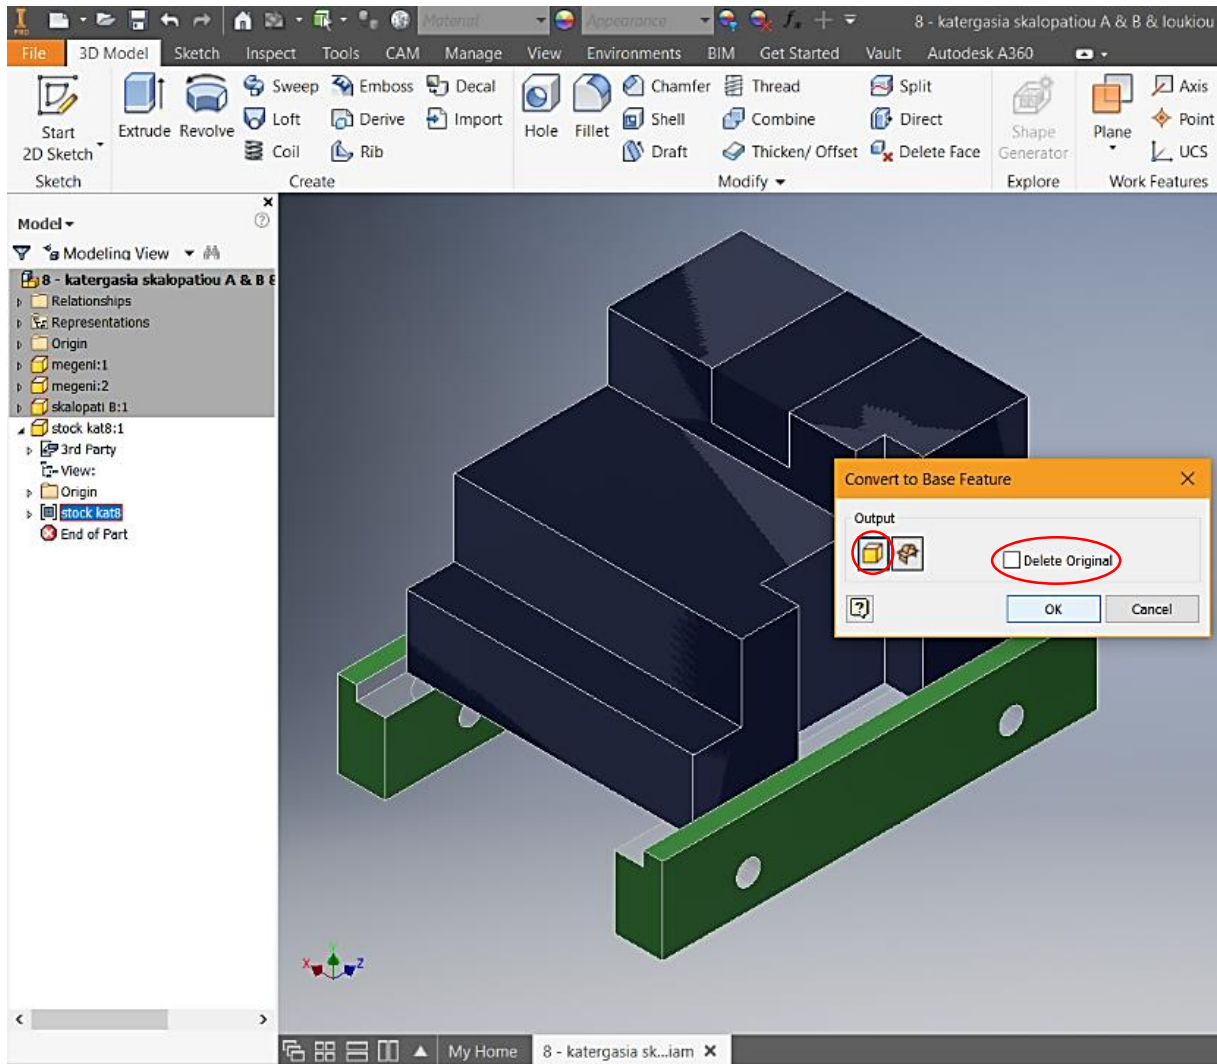 PRO
Material
Appearance
8 - katergasia skalopatiou A & B & loukiou
File 3D Model Sketch Inspect Tools CAM Manage View Environments BIM Get Started Vault Autodesk A360
Start
2D Sketch
Extrude Revolve
Sweep Emboss Decal
Loft Derive Import
Coil Rib
Hole Fillet
Chamfer Thread Split
Shell Combine Direct
Draft Thicken/ Offset Delete Face
Shape
Generator
Plane
Axis
Point
UCS
Sketch Create Modify Explore Work Features
Model
Modeling View
8 - katergasia skalopatiou A & B &
Relationships
Representations
Origin
megeni:1
megeni:2
skalopati B:1
stock kat8:1
3rd Party
View:
Origin
stock kat8
End of Part
Convert to Base Feature
Output
Delete Original
OK Cancel
X Y Z
My Home 8 - katergasia sk...iam